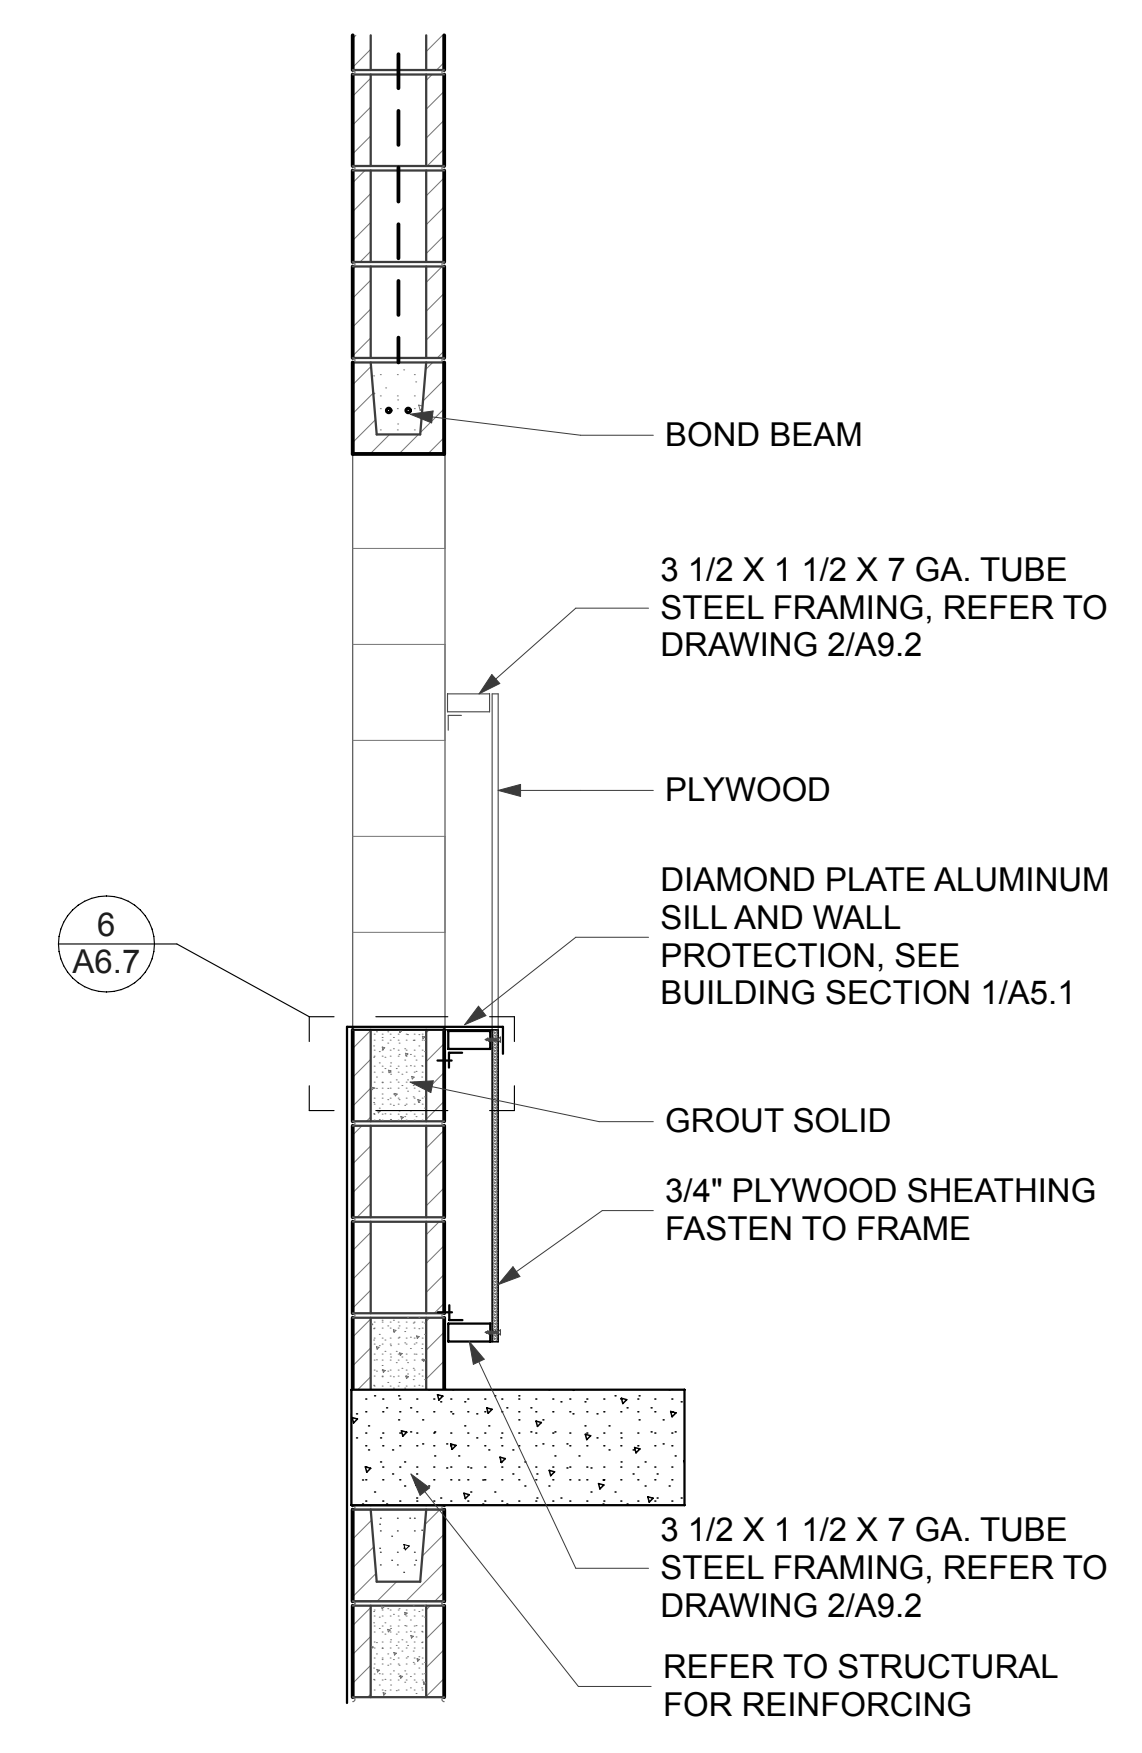 BOND BEAM
3 1/2 X 1 1/2 X 7 GA. TUBE
STEEL FRAMING, REFER TO
DRAWING 2/A9.2
PLYWOOD
DIAMOND PLATE ALUMINUM
SILL AND WALL
PROTECTION, SEE
BUILDING SECTION 1/A5.1
6
A6.7
GROUT SOLID
3/4" PLYWOOD SHEATHING
FASTEN TO FRAME
3 1/2 X 1 1/2 X 7 GA. TUBE
STEEL FRAMING, REFER TO
DRAWING 2/A9.2
REFER TO STRUCTURAL
FOR REINFORCING